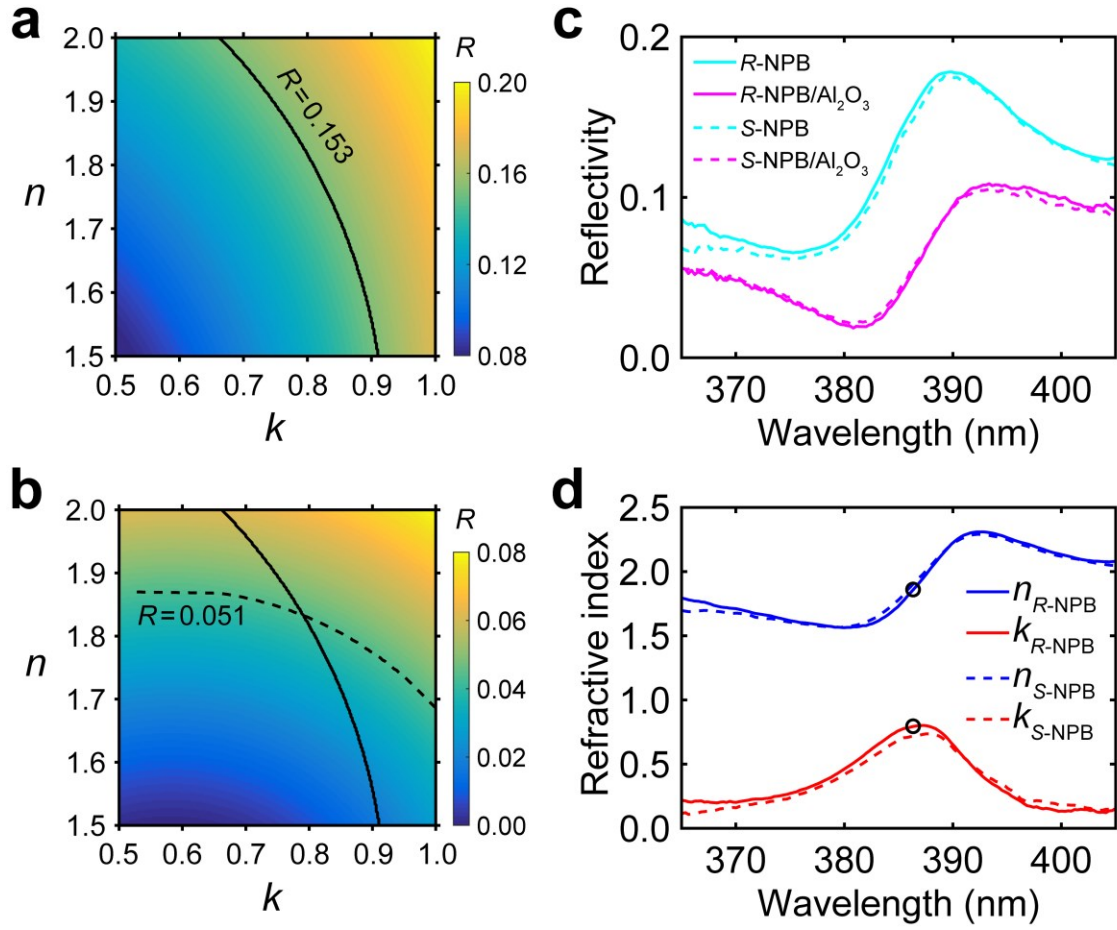 a
2.0
1.9
1.8
1.7
1.6
1.5
n
0.5 0.6 0.7 0.8 0.9 1.0
k
R=0.153
R
0.20
0.16
0.12
0.08
b
2.0
1.9
1.8
1.7
1.6
1.5
n
0.5 0.6 0.7 0.8 0.9 1.0
k
R=0.051
R
0.08
0.06
0.04
0.02
0.00
c
0.2
0.1
0.0
Reflectivity
R-NPB
R-NPB/Al₂O₃
S-NPB
S-NPB/Al₂O₃
370 380 390 400
Wavelength (nm)
d
2.5
2.0
1.5
1.0
0.5
0.0
Refractive index
n R-NPB
k R-NPB
n S-NPB
k S-NPB
370 380 390 400
Wavelength (nm)